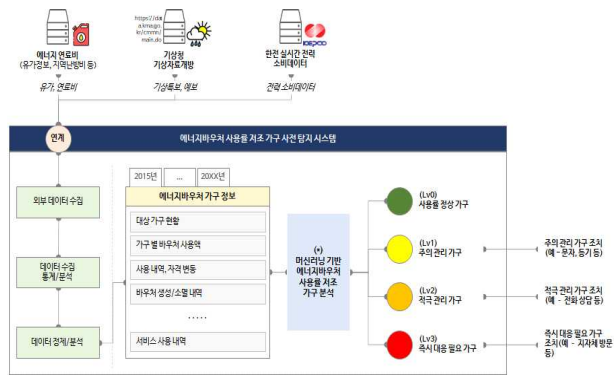 https://da
a.kma.go.
kr/cmmn/
main.do
kepco
에너지 연료비
(유가정보, 지역난방비 등)
기상청
기상자료개방
한전 실시간 전력
소비데이터
유가, 연료비
기상특보, 예보
전력 소비데이터
연계
에너지바우처 사용률 저조 가구 사전 탐지 시스템
외부 데이터 수집
데이터 수집
통계/분석
데이터 정제/분석
2015년
...
20XX년
에너지바우처 가구 정보
대상 가구 현황
가구 별 바우처 사용액
사용 내역, 자격 변동
바우처 생성/소멸 내역
.....
서비스 사용 내역
(*)
머신러닝 기반
에너지바우처
사용률 저조
가구 분석
(Lv0)
사용률 정상 가구
(Lv1)
주의 관리 가구
(Lv2)
적극 관리 가구
(Lv3)
즉시 대응 필요 가구
주의 관리 가구 조치
(예 - 문자, 등기 등)
적극관리 가구 조치
(예 - 전화 상담 등)
즉시 대응 필요 가구
조치(예 - 지자체 방문
등)